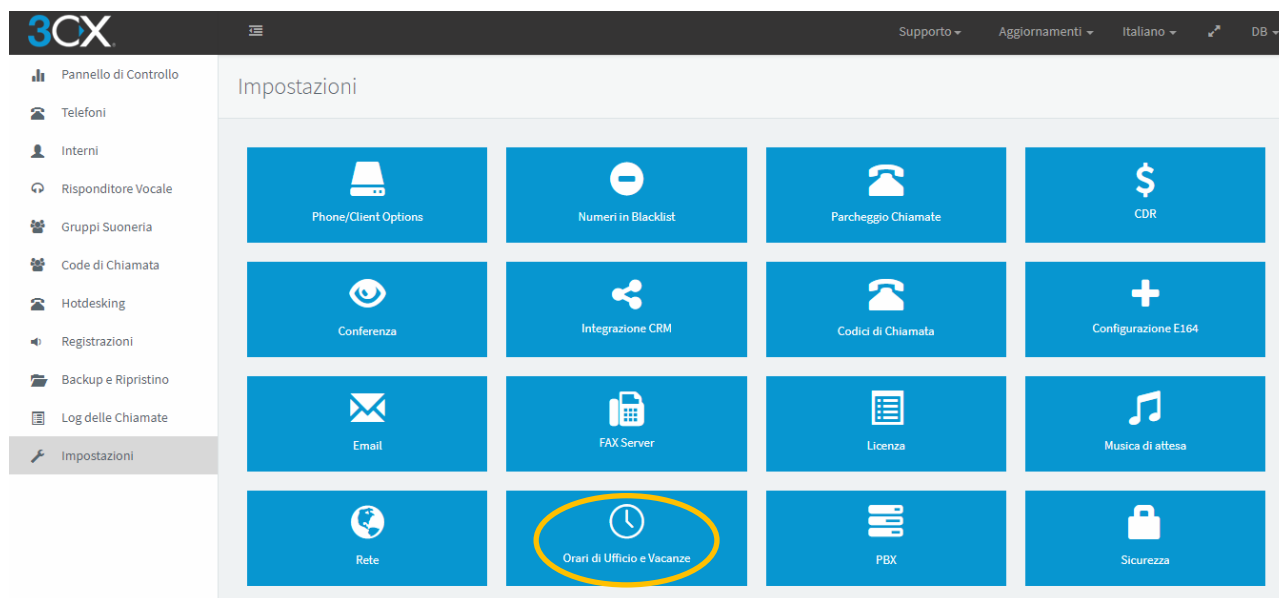 3CX.
Supporto
Aggiornamenti
Italiano
DB
Pannello di Controllo
Telefoni
Interni
Risponditore Vocale
Gruppi Suoneria
Code di Chiamata
Hotdesking
Registrazioni
Backup e Ripristino
Log delle Chiamate
Impostazioni
Impostazioni
Phone/Client Options
Numeri in Blacklist
Parcheggio Chiamate
CDR
Conferenza
Integrazione CRM
Codici di Chiamata
Configurazione E164
Email
FAX Server
Licenza
Musica di attesa
Rete
Orari di Ufficio e Vacanze
PBX
Sicurezza